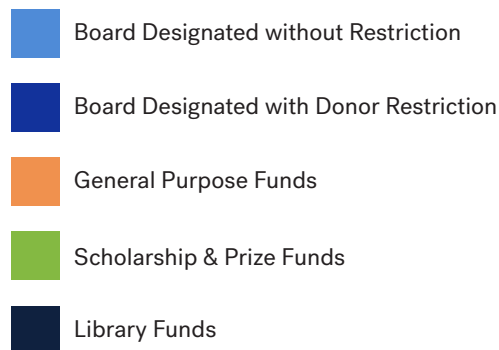 Board Designated without Restriction
Board Designated with Donor Restriction
General Purpose Funds
Scholarship & Prize Funds
Library Funds